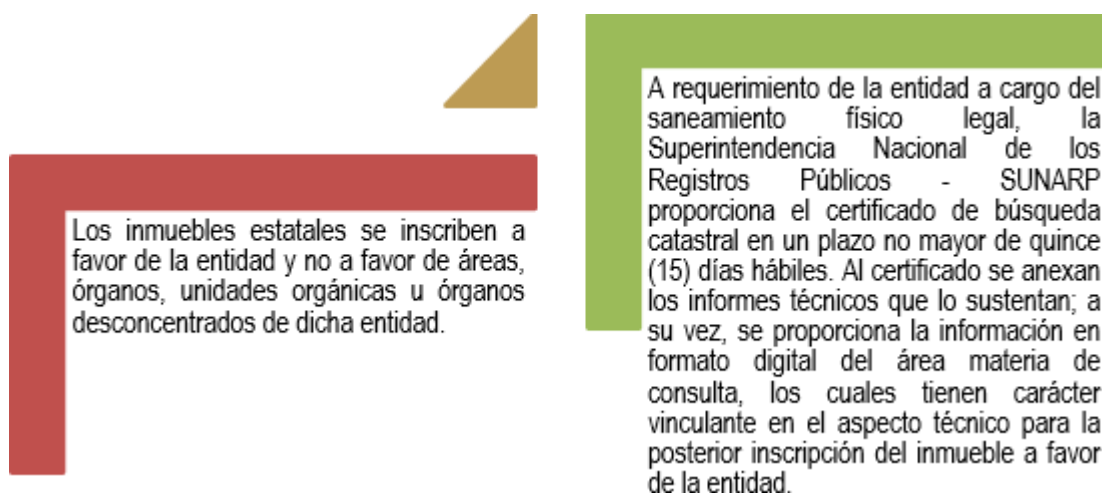 Los inmuebles estatales se inscriben a
favor de la entidad y no a favor de áreas,
órganos, unidades orgánicas u órganos
desconcentrados de dicha entidad.
A requerimiento de la entidad a cargo del
saneamiento físico legal, la
Superintendencia Nacional de los
Registros Públicos - SUNARP
proporciona el certificado de búsqueda
catastral en un plazo no mayor de quince
(15) días hábiles. Al certificado se anexan
los informes técnicos que lo sustentan; a
su vez, se proporciona la información en
formato digital del área materia de
consulta, los cuales tienen carácter
vinculante en el aspecto técnico para la
posterior inscripción del inmueble a favor
de la entidad.